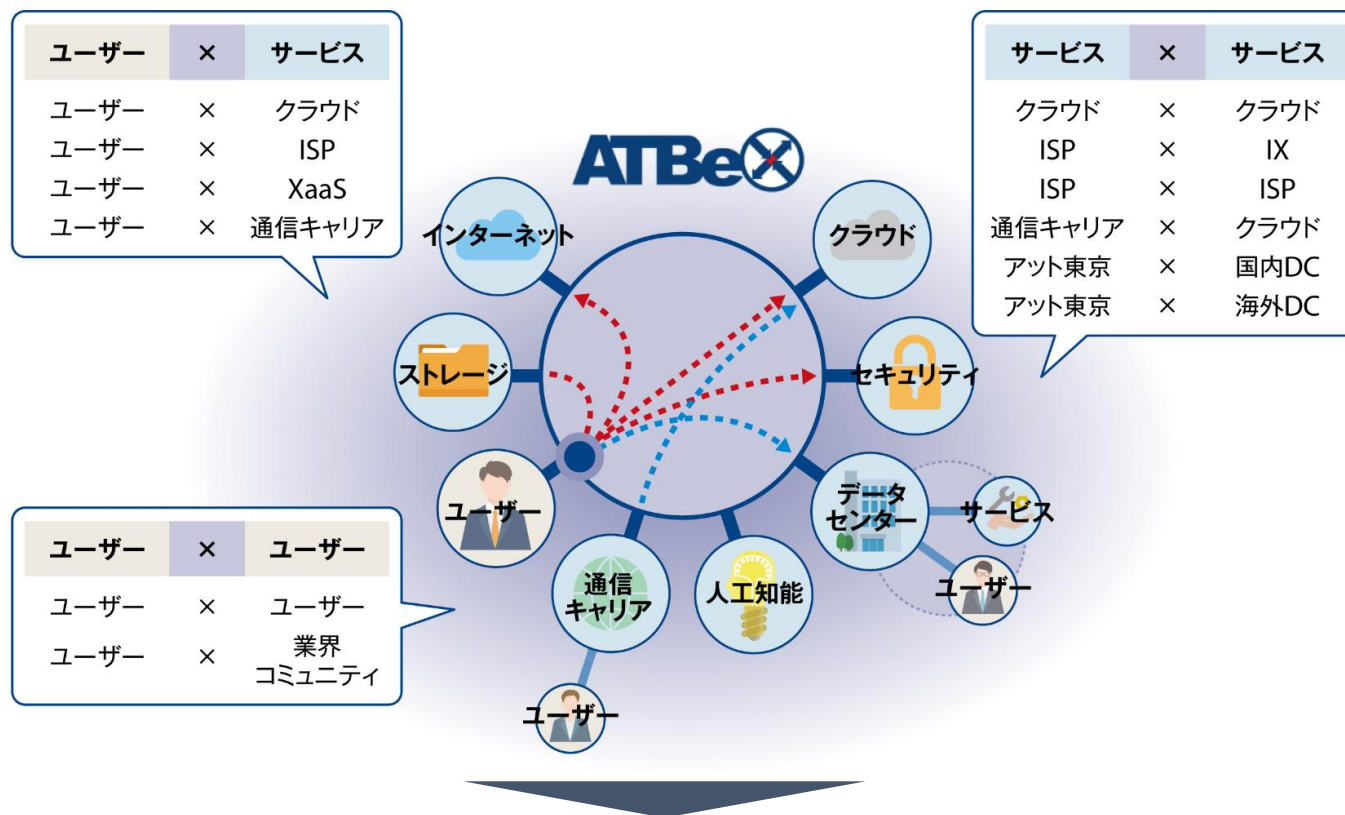 ユーザー × サービス
ユーザー × クラウド
ユーザー × ISP
ユーザー × XaaS
ユーザー × 通信キャリア
サービス × サービス
クラウド × クラウド
ISP × IX
ISP × ISP
通信キャリア × クラウド
アット東京 × 国内DC
アット東京 × 海外DC
ATBeX
インターネット
クラウド
ストレージ
セキュリティ
ユーザー
データ
センター
サービス
ユーザー
通信
キャリア
人工知能
ユーザー
ユーザー × ユーザー
ユーザー × ユーザー
ユーザー × 業界
コミュニティ